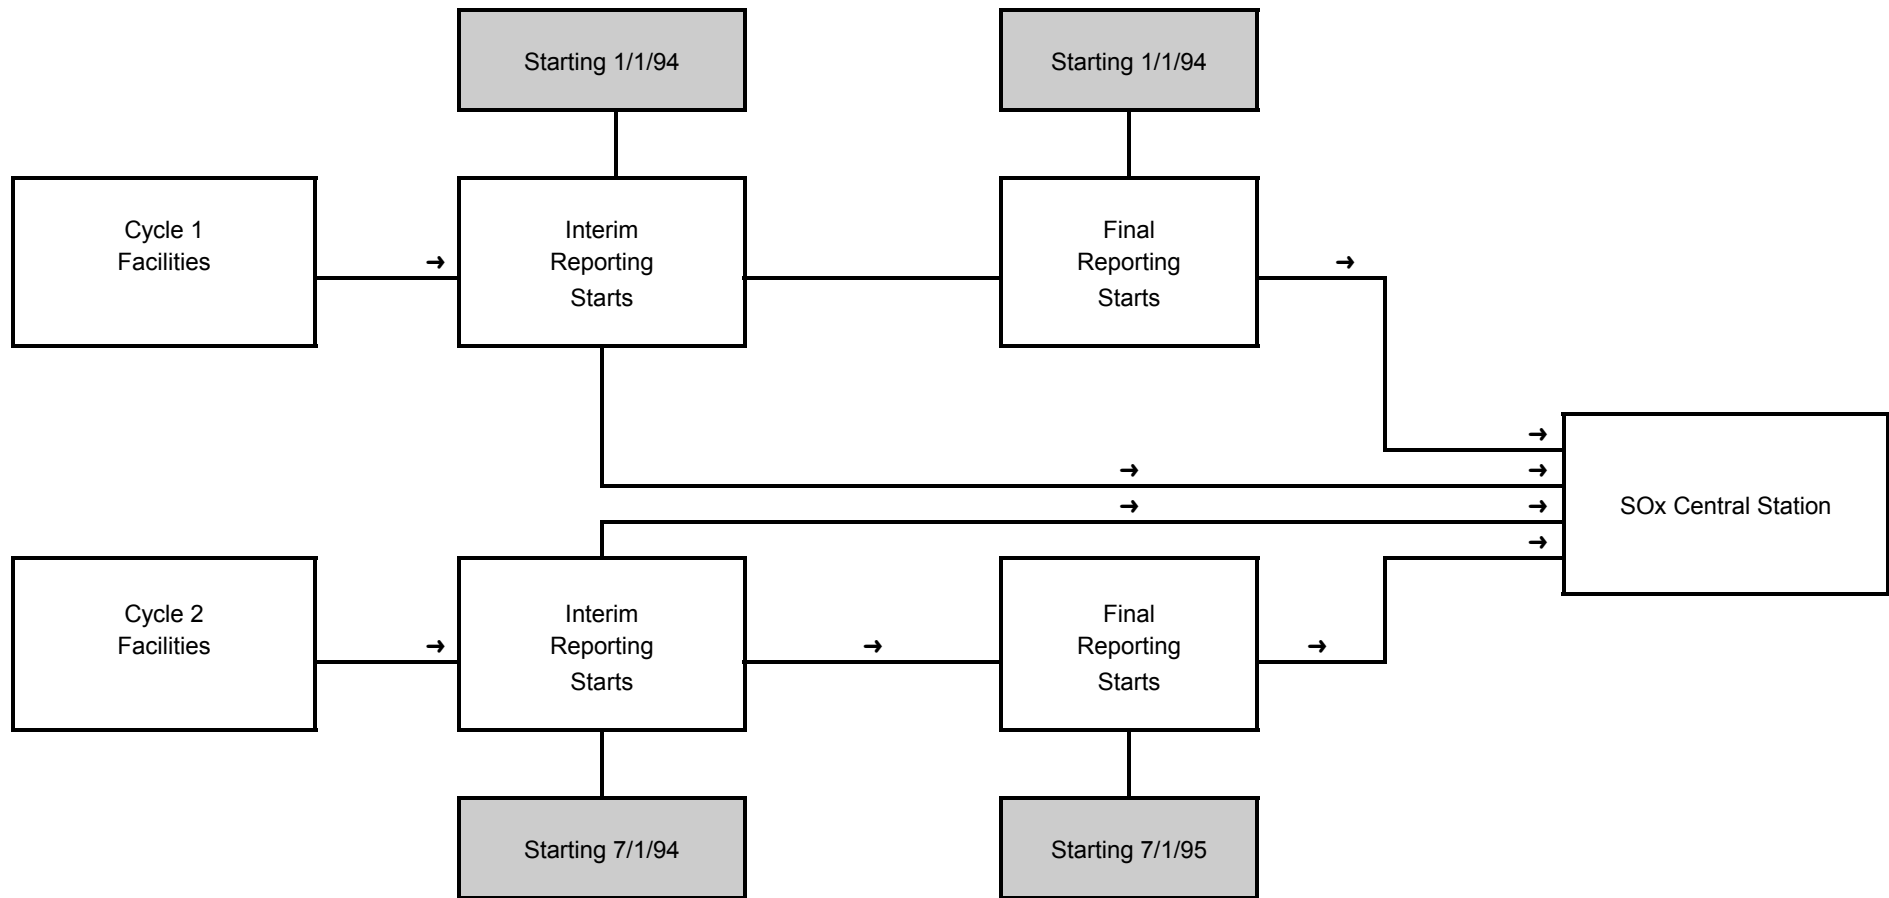 Starting 1/1/94
Starting 1/1/94
Cycle 1
Facilities
Interim
Reporting
Starts
Final
Reporting
Starts
SOx Central Station
Cycle 2
Facilities
Interim
Reporting
Starts
Final
Reporting
Starts
Starting 7/1/94
Starting 7/1/95